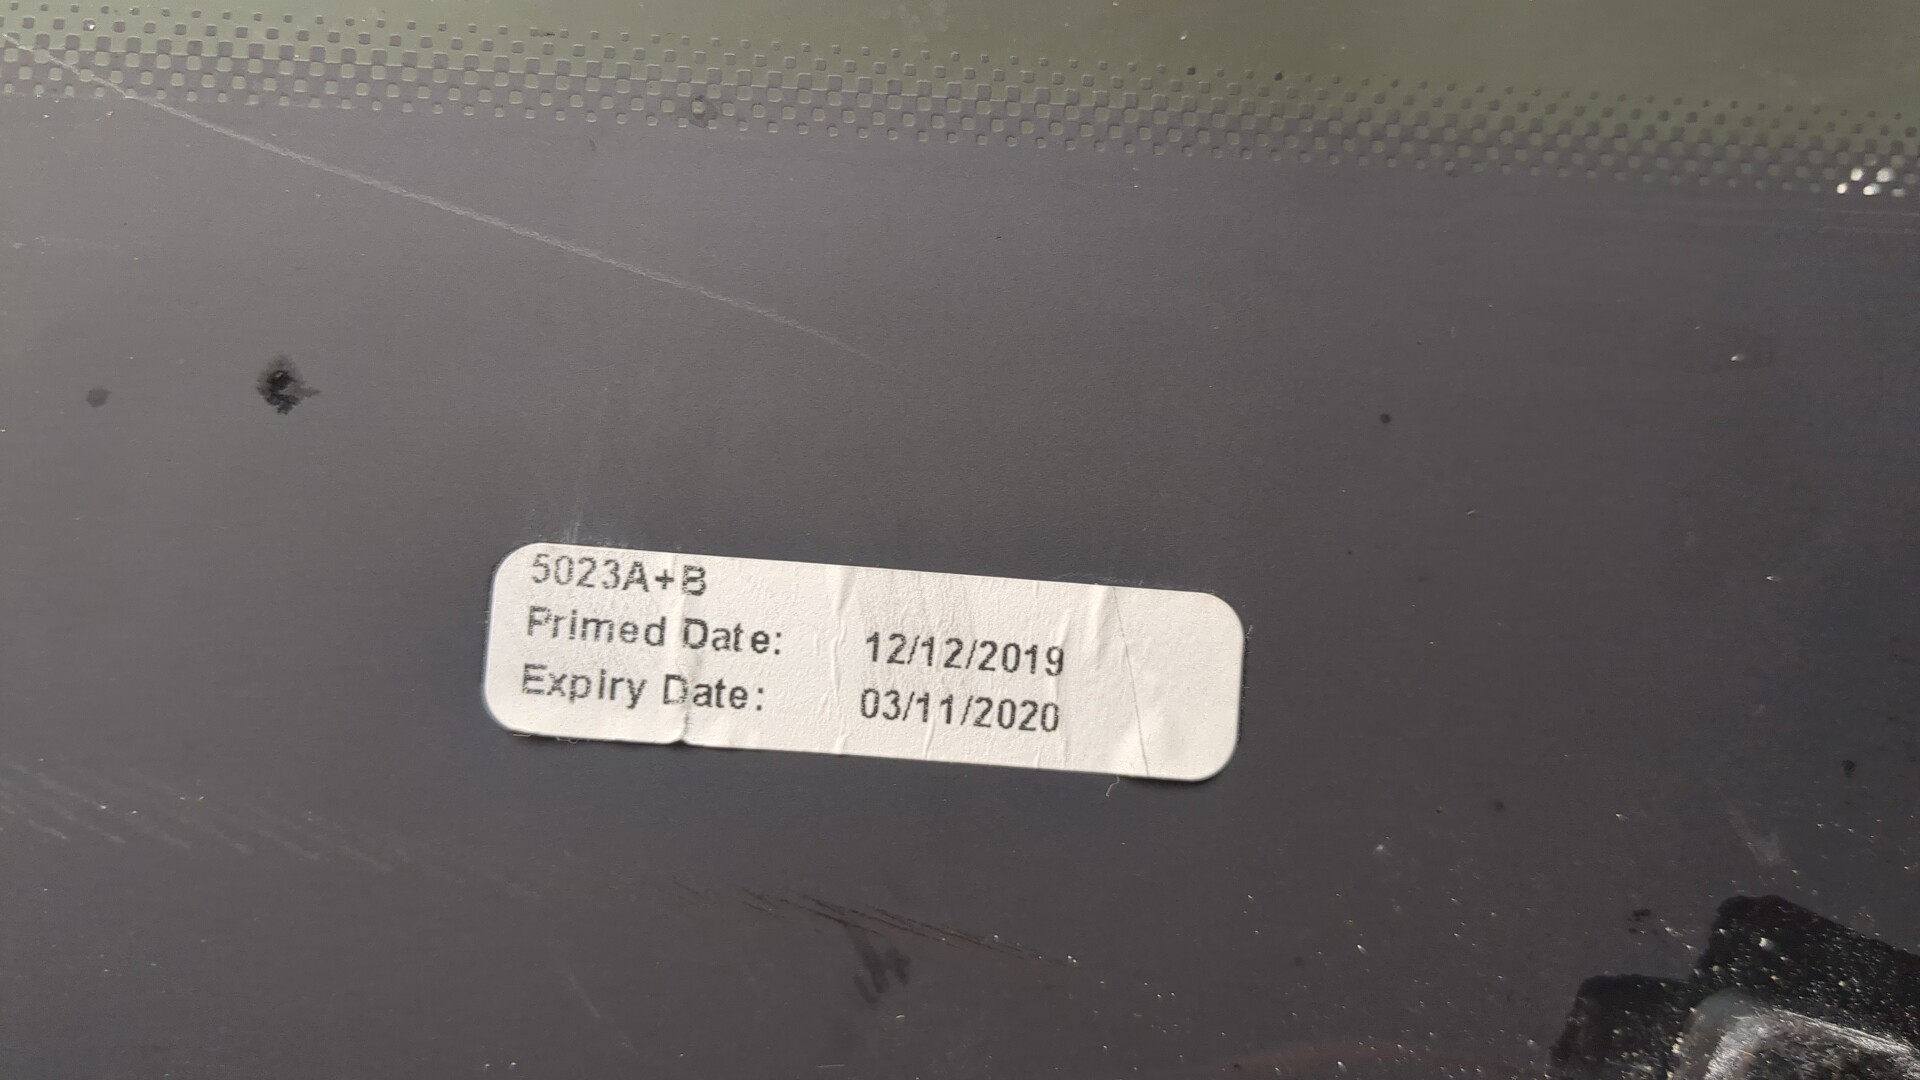 5023A+B
Primed Date: 12/12/2019
Expiry Date: 03/11/2020